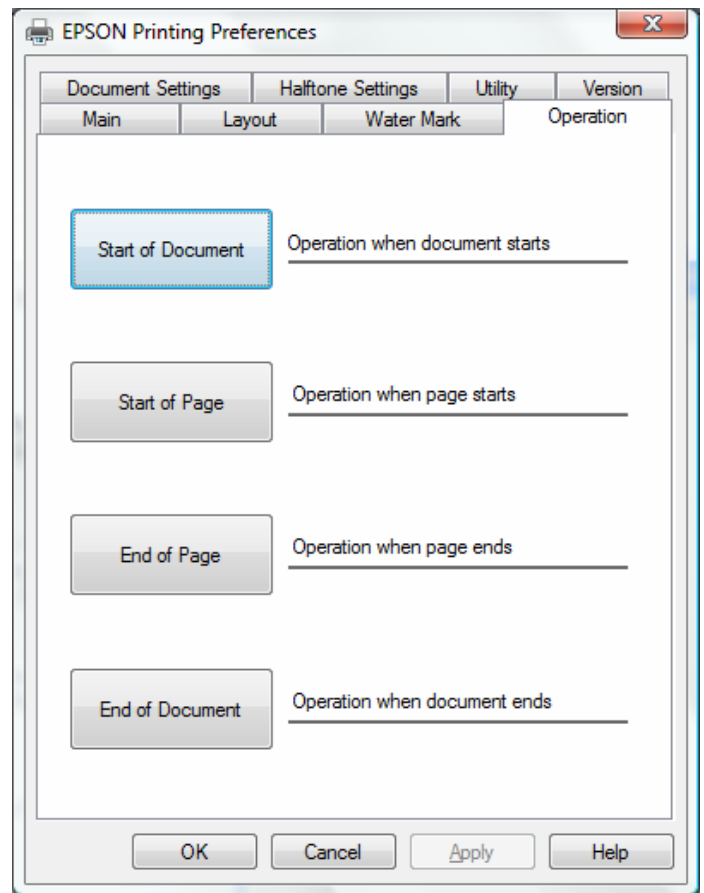 EPSON Printing Preferences
Document Settings Halftone Settings Utility Version
Main Layout Water Mark Operation
Start of Document Operation when document starts
Start of Page Operation when page starts
End of Page Operation when page ends
End of Document Operation when document ends
OK Cancel Apply Help